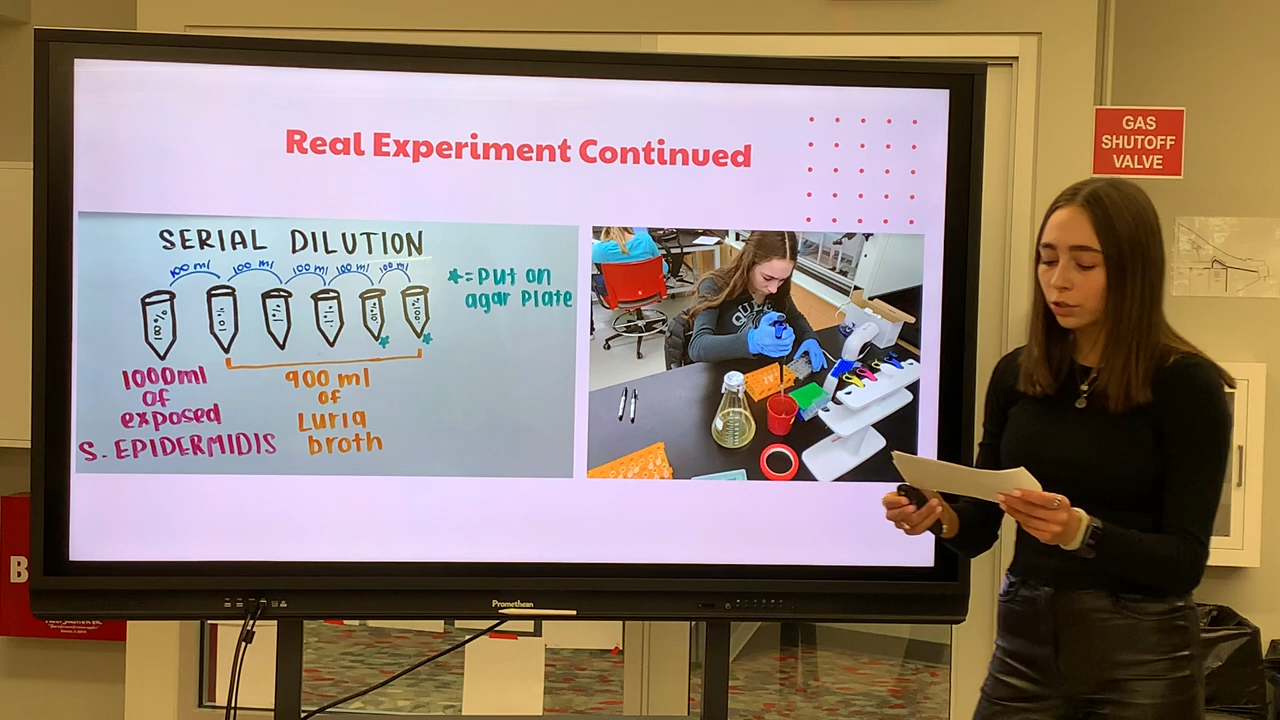 Real Experiment Continued
SERIAL DILUTION
100 ml 100 ml 100 ml 100 ml 100 ml
*=Put on
agar Plate
1000ml
of
exposed
S. EPIDERMIDIS
900 ml
of
Luria
broth
GAS
SHUTOFF
VALVE
Promethean
B